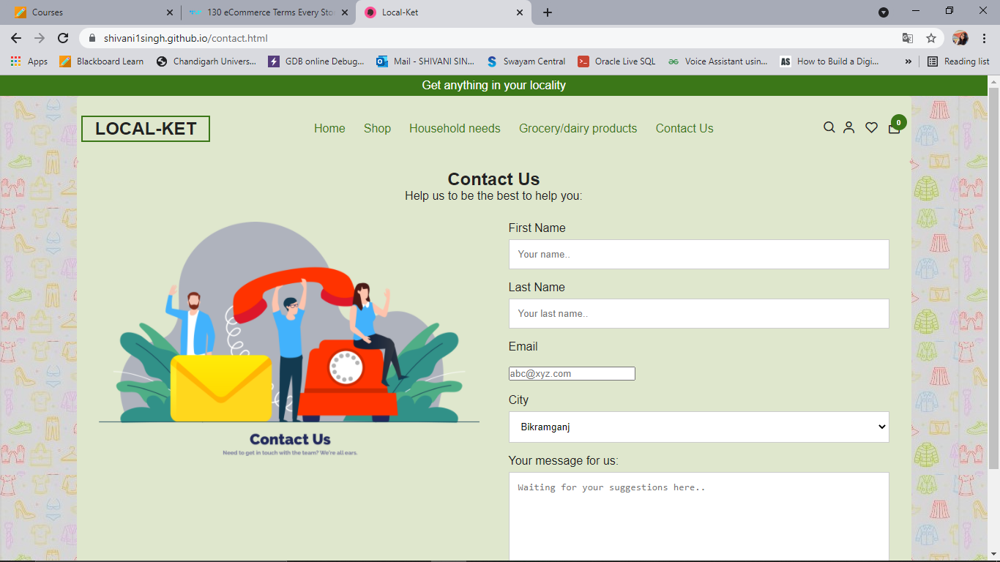 Courses
130 eCommerce Terms Every Sto
Local-Ket
shivani1singh.github.io/contact.html
Apps
Blackboard Learn
Chandigarh Univers...
GDB online Debug...
Mail - SHIVANI SIN...
Swayam Central
Oracle Live SQL
Voice Assistant usin...
AS
How to Build a Digi...
»
Reading list
Get anything in your locality
LOCAL-KET
Home
Shop
Household needs
Grocery/dairy products
Contact Us
0
Contact Us
Help us to be the best to help you:
First Name
Your name..
Last Name
Your last name..
Email
abc@xyz.com
City
Bikramganj
Your message for us:
Waiting for your suggestions here..
Contact Us
Need to get in touch with the team? We're all ears.